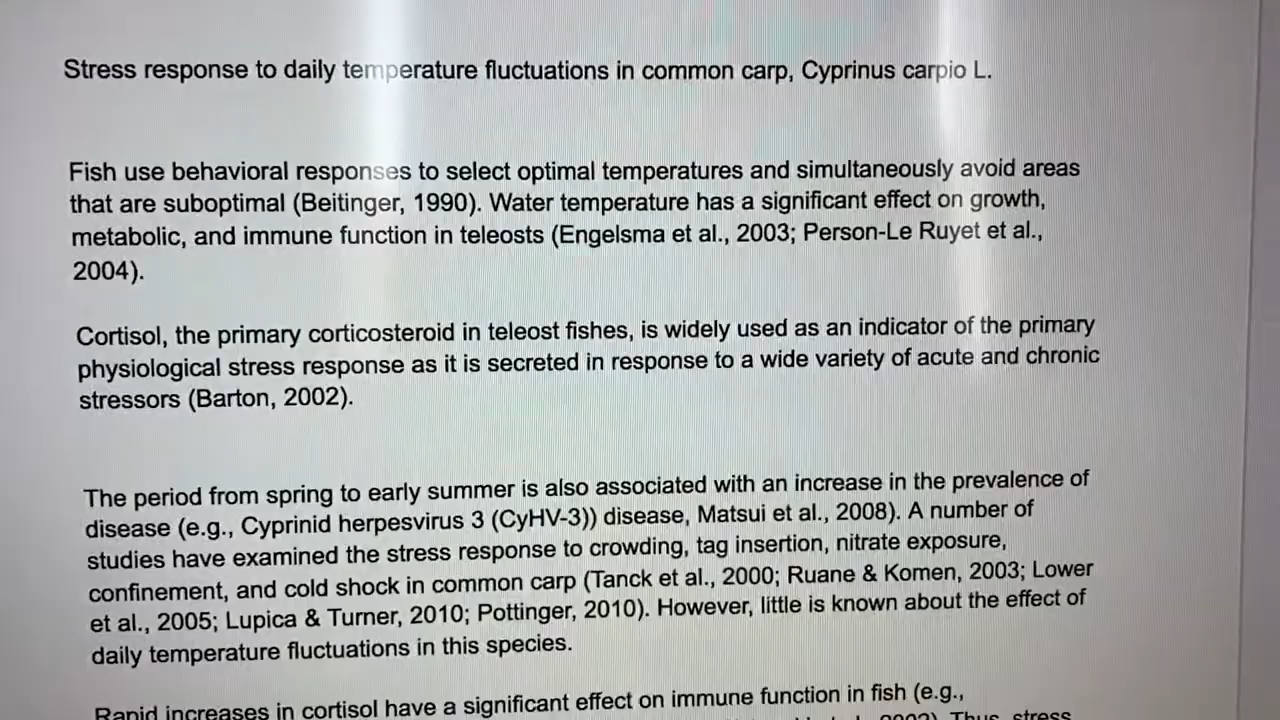 Stress response to daily temperature fluctuations in common carp, Cyprinus carpio L.
Fish use behavioral responses to select optimal temperatures and simultaneously avoid areas
that are suboptimal (Beitinger, 1990). Water temperature has a significant effect on growth,
metabolic, and immune function in teleosts (Engelsma et al., 2003; Person-Le Ruyet et al.,
2004).
Cortisol, the primary corticosteroid in teleost fishes, is widely used as an indicator of the primary
physiological stress response as it is secreted in response to a wide variety of acute and chronic
stressors (Barton, 2002).
The period from spring to early summer is also associated with an increase in the prevalence of
disease (e.g., Cyprinid herpesvirus 3 (CyHV-3)) disease, Matsui et al., 2008). A number of
studies have examined the stress response to crowding, tag insertion, nitrate exposure,
confinement, and cold shock in common carp (Tanck et al., 2000; Ruane & Komen, 2003; Lower
et al., 2005; Lupica & Turner, 2010; Pottinger, 2010). However, little is known about the effect of
daily temperature fluctuations in this species.
Rapid increases in cortisol have a significant effect on immune function in fish (e.g.,
Thus, stress